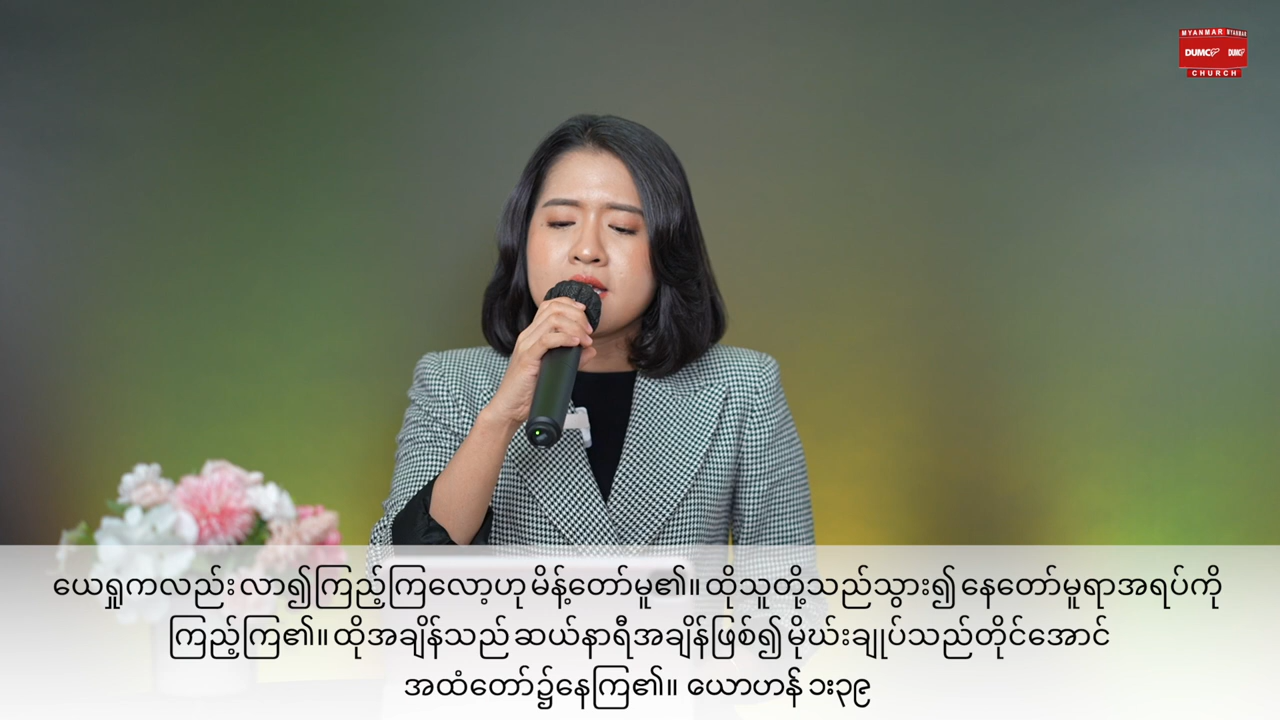 MYANMAR MYANMAR
DUMC DUMC
CHURCH
ယေရှုကလည်း လာ၍ကြည့်ကြလော့ဟု မိန့်တော်မူ၏။ ထိုသူတို့သည်သွား၍ နေတော်မူရာအရပ်ကို
ကြည့်ကြ၏။ ထိုအချိန်သည် ဆယ်နာရီအချိန်ဖြစ်၍ မိုဃ်းချုပ်သည်တိုင်အောင်
အထံတော်၌နေကြ၏။ ယောဟန် ၁း၃၉